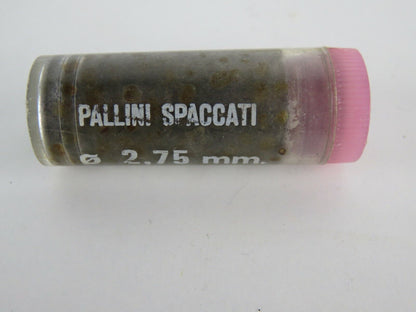 PALLINI SPACCATI
ø 2,75 mm.